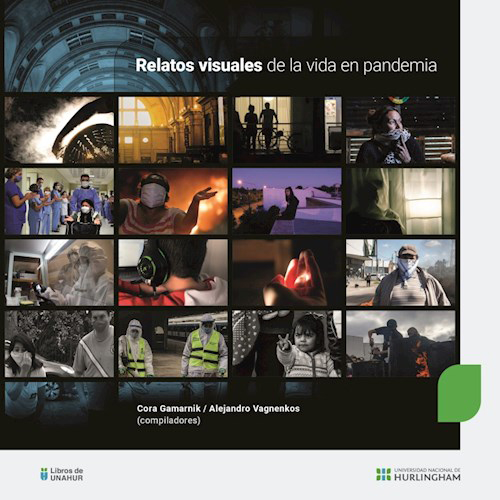 Relatos visuales de la vida en pandemia
Cora Gamarnik / Alejandro Vagnenkos
(compiladores)
Libros de
UNAHUR
UNIVERSIDAD NACIONAL DE
HURLINGHAM